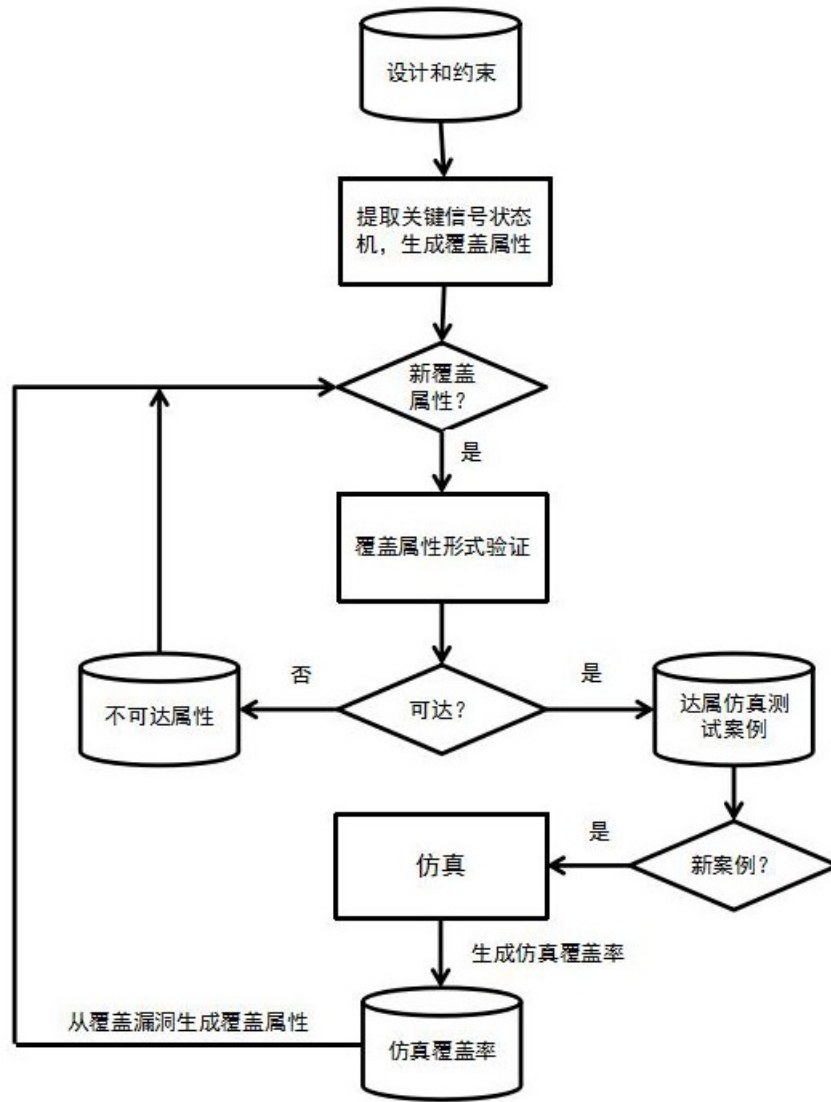 设计和约束
提取关键信号状态
机，生成覆盖属性
新覆盖
属性？
是
覆盖属性形式验证
否
可达？
是
不可达属性
达属仿真测
试案例
仿真
是
新案例？
生成仿真覆盖率
从覆盖漏洞生成覆盖属性
仿真覆盖率